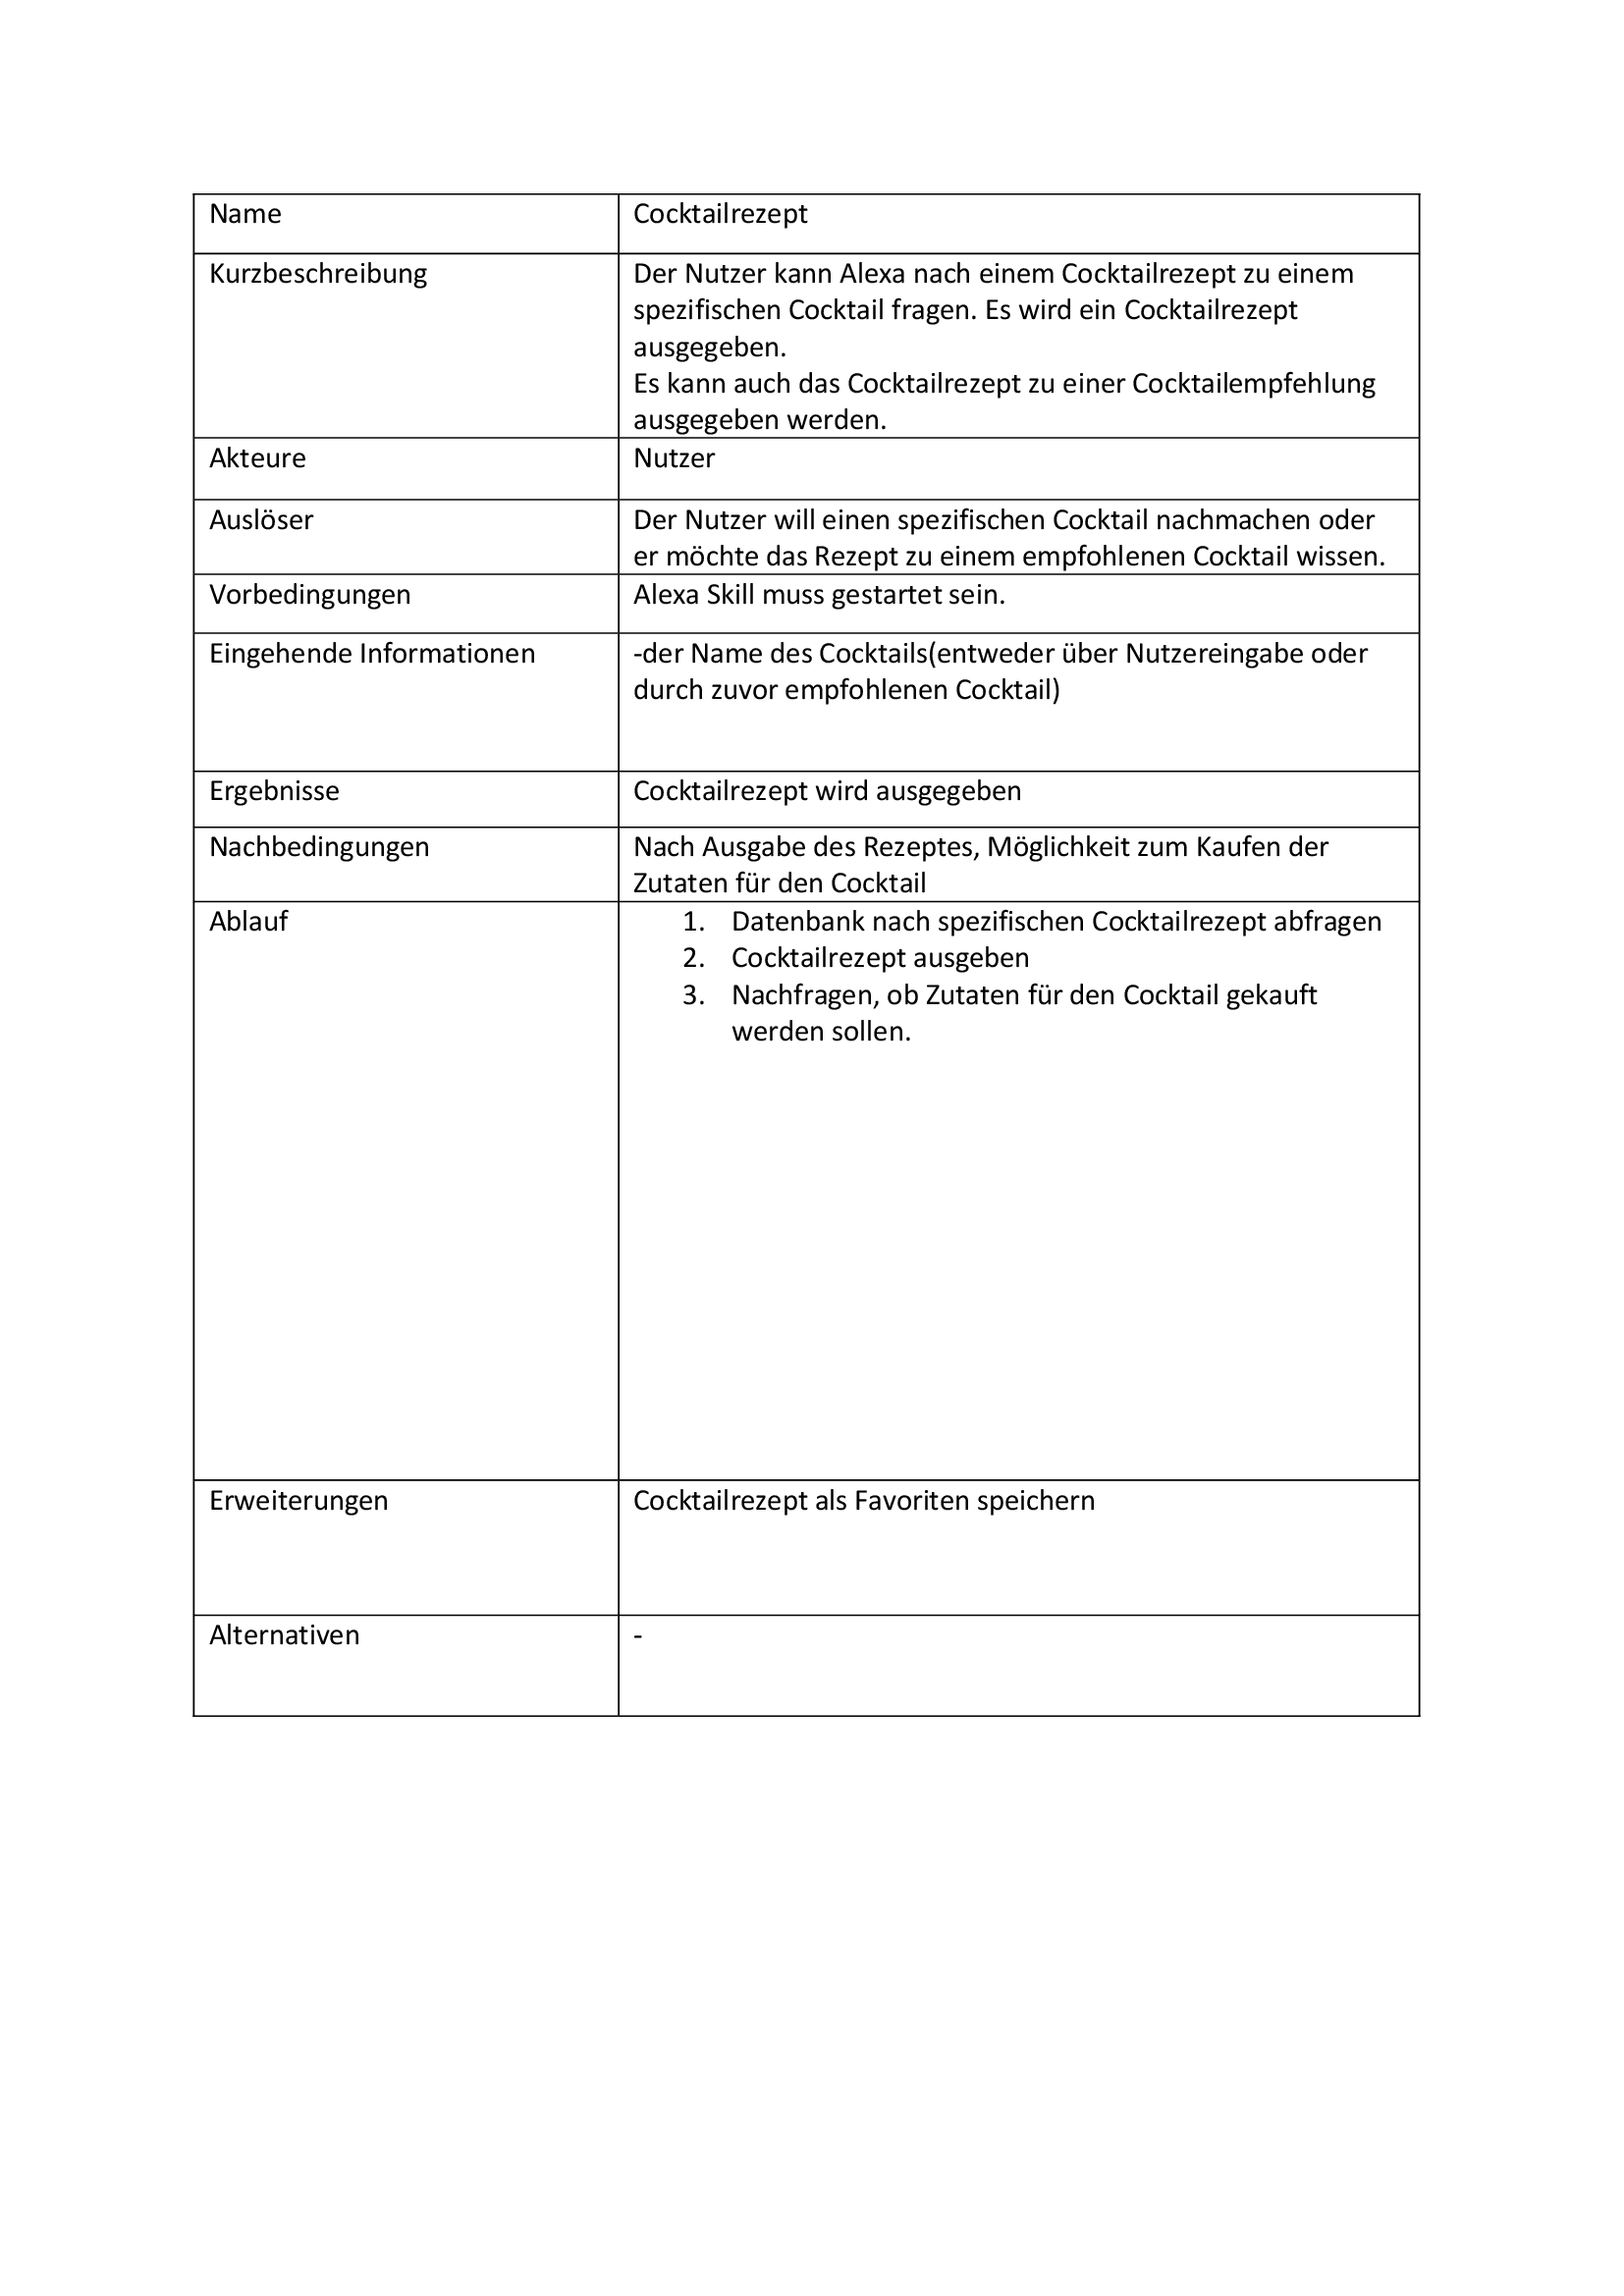 Name
Cocktailrezept
Kurzbeschreibung
Der Nutzer kann Alexa nach einem Cocktailrezept zu einem
spezifischen Cocktail fragen. Es wird ein Cocktailrezept
ausgegeben.
Es kann auch das Cocktailrezept zu einer Cocktailempfehlung
ausgegeben werden.
Akteure
Nutzer
Auslöser
Der Nutzer will einen spezifischen Cocktail nachmachen oder
er möchte das Rezept zu einem empfohlenen Cocktail wissen.
Vorbedingungen
Alexa Skill muss gestartet sein.
Eingehende Informationen
-der Name des Cocktails(entweder über Nutzereingabe oder
durch zuvor empfohlenen Cocktail)
Ergebnisse
Cocktailrezept wird ausgegeben
Nachbedingungen
Nach Ausgabe des Rezeptes, Möglichkeit zum Kaufen der
Zutaten für den Cocktail
Ablauf
1. Datenbank nach spezifischen Cocktailrezept abfragen
2. Cocktailrezept ausgeben
3. Nachfragen, ob Zutaten für den Cocktail gekauft
werden sollen.
Erweiterungen
Cocktailrezept als Favoriten speichern
Alternativen
-